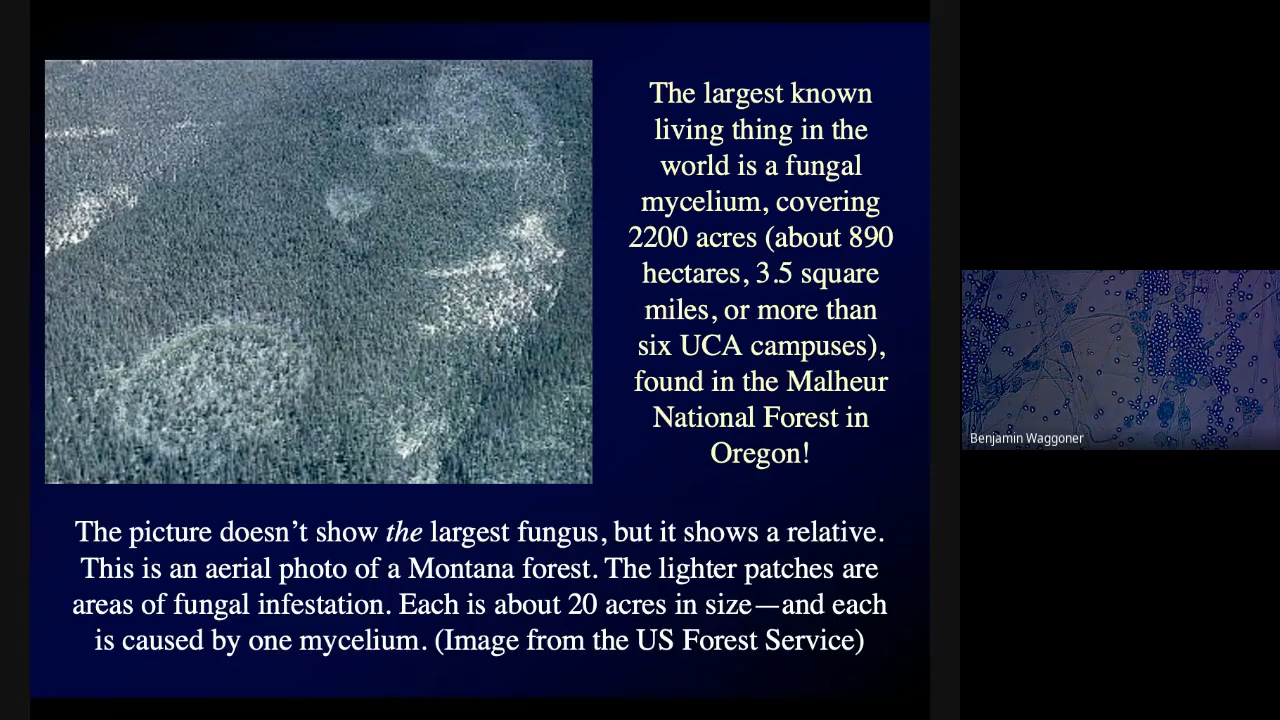 The largest known
living thing in the
world is a fungal
mycelium, covering
2200 acres (about 890
hectares, 3.5 square
miles, or more than
six UCA campuses),
found in the Malheur
National Forest in
Oregon!
The picture doesn’t show the largest fungus, but it shows a relative.
This is an aerial photo of a Montana forest. The lighter patches are
areas of fungal infestation. Each is about 20 acres in size—and each
is caused by one mycelium. (Image from the US Forest Service)
Benjamin Waggoner